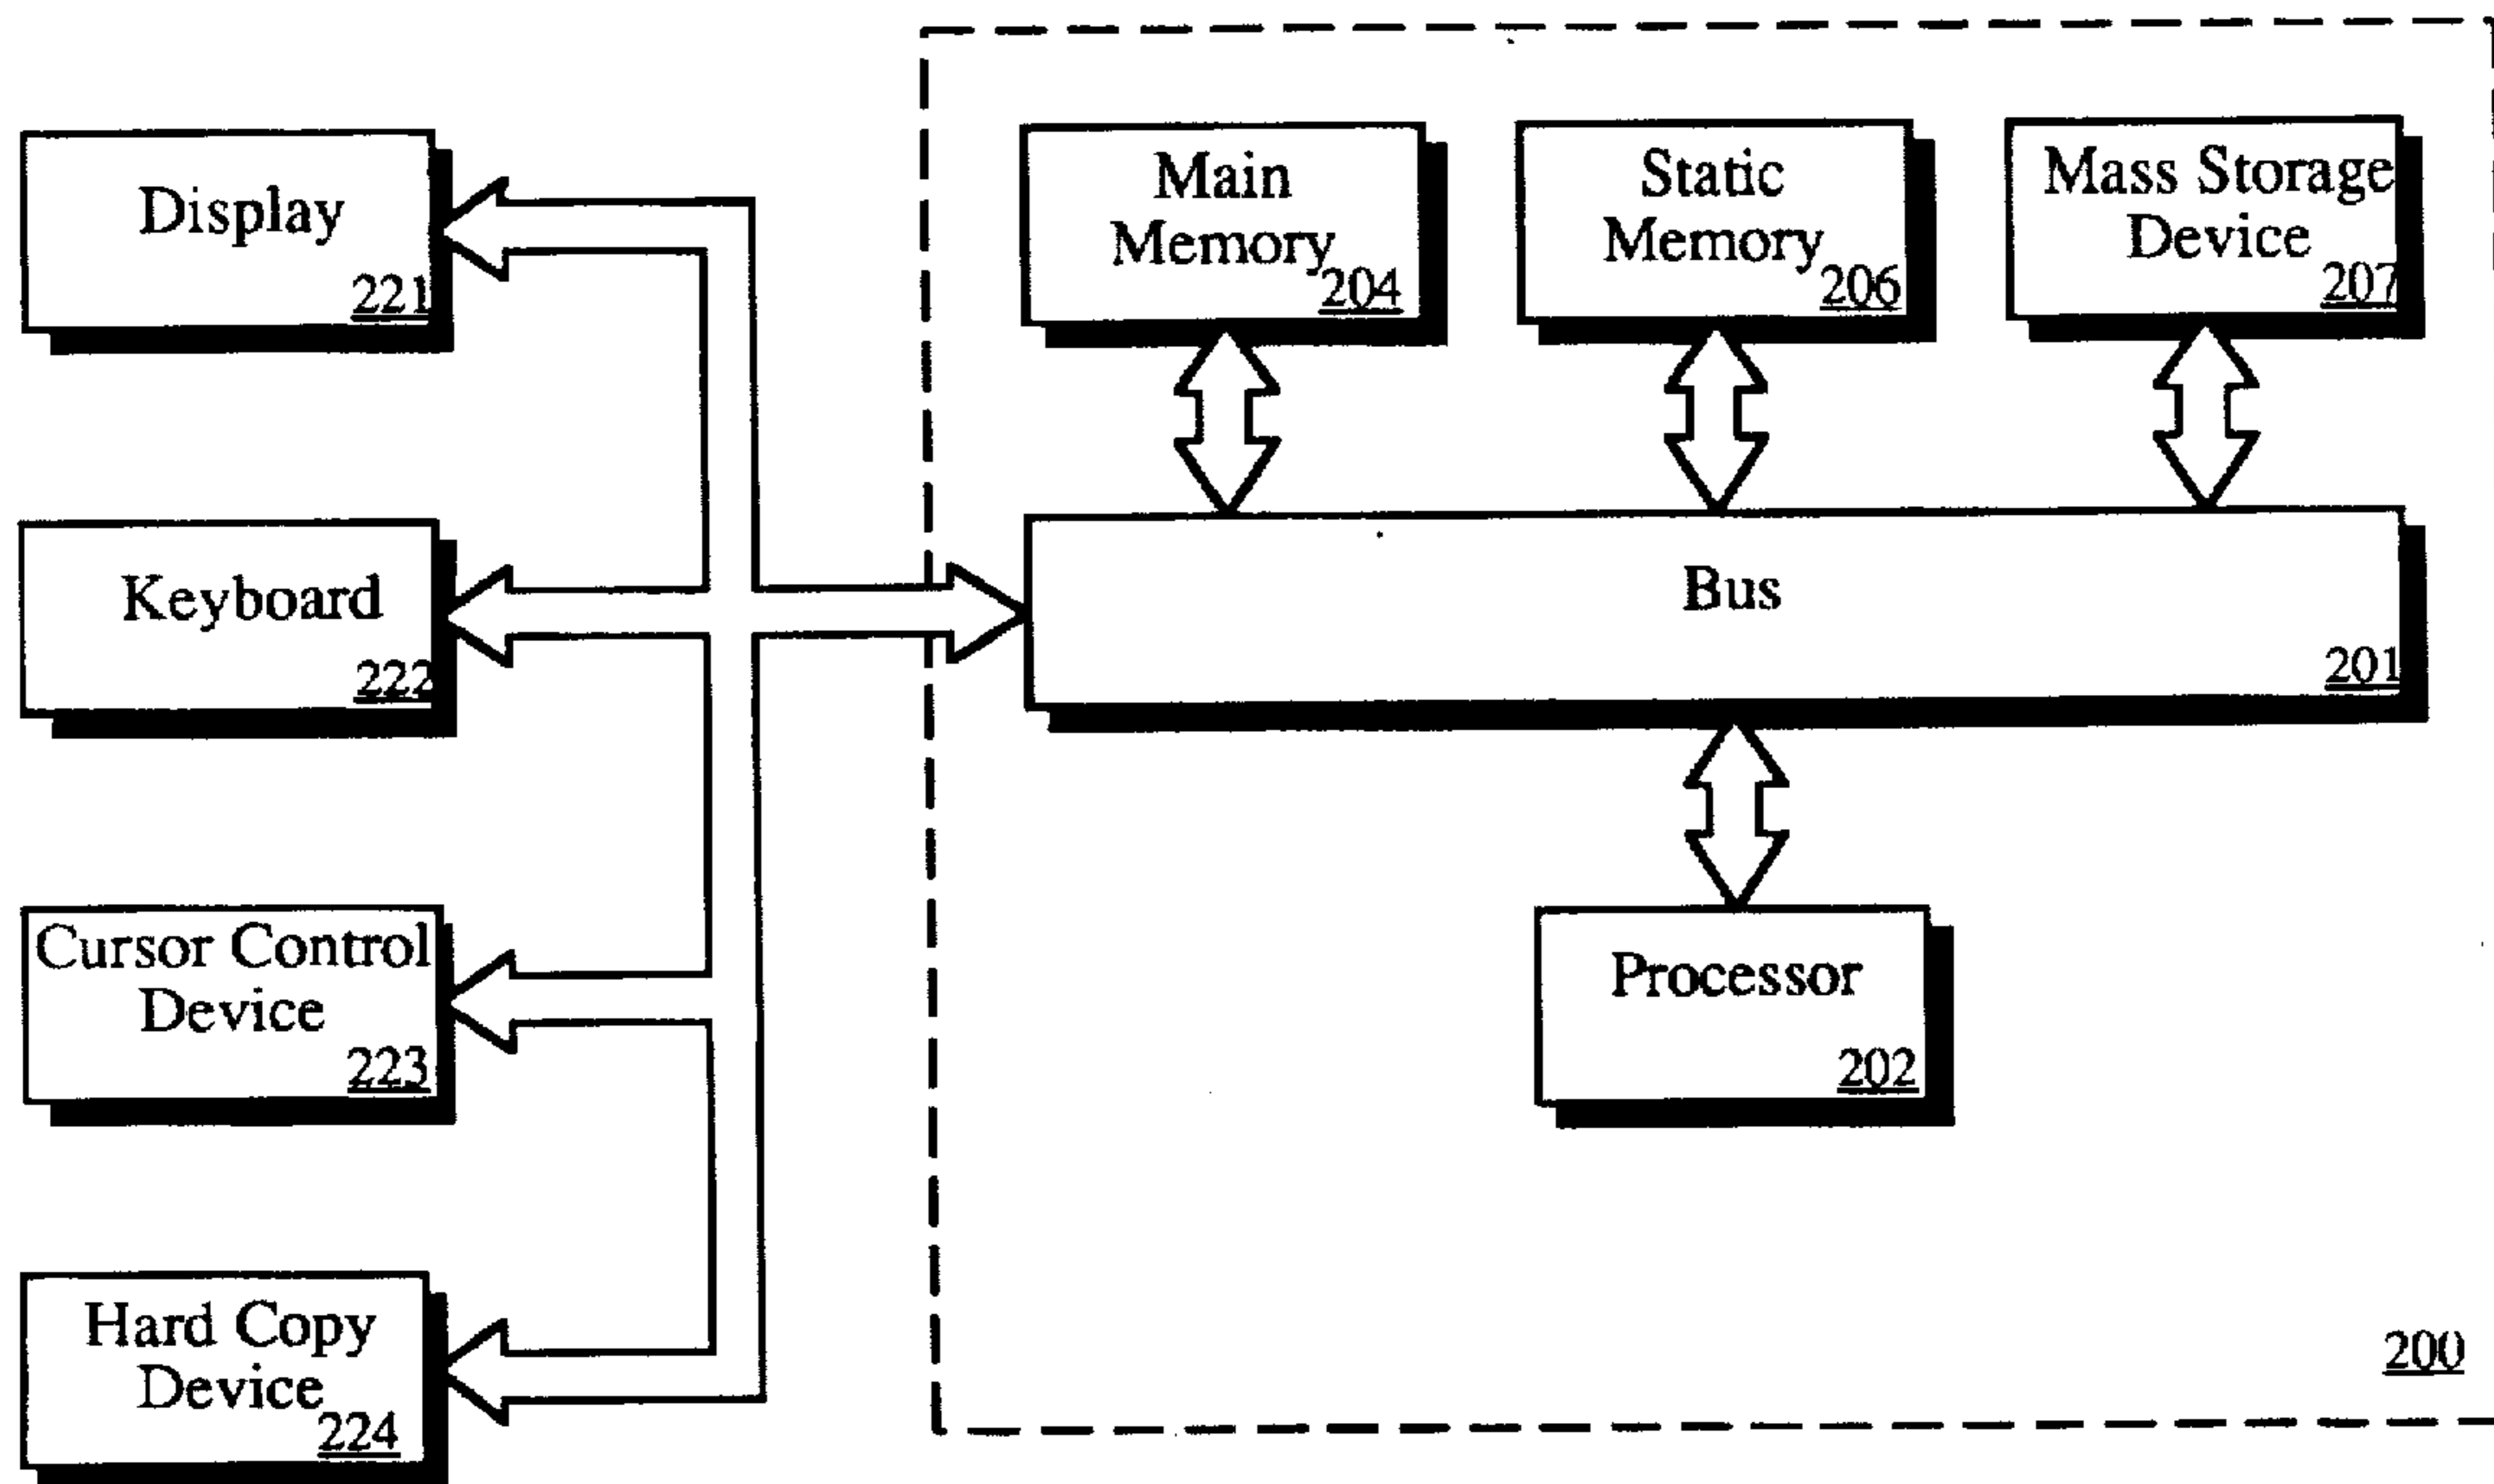 Display
221
Keyboard
222
Cursor Control
Device
223
Hard Copy
Device
224
Main
Memory
204
Static
Memory
206
Mass Storage
Device
207
Bus
201
Processor
202
200